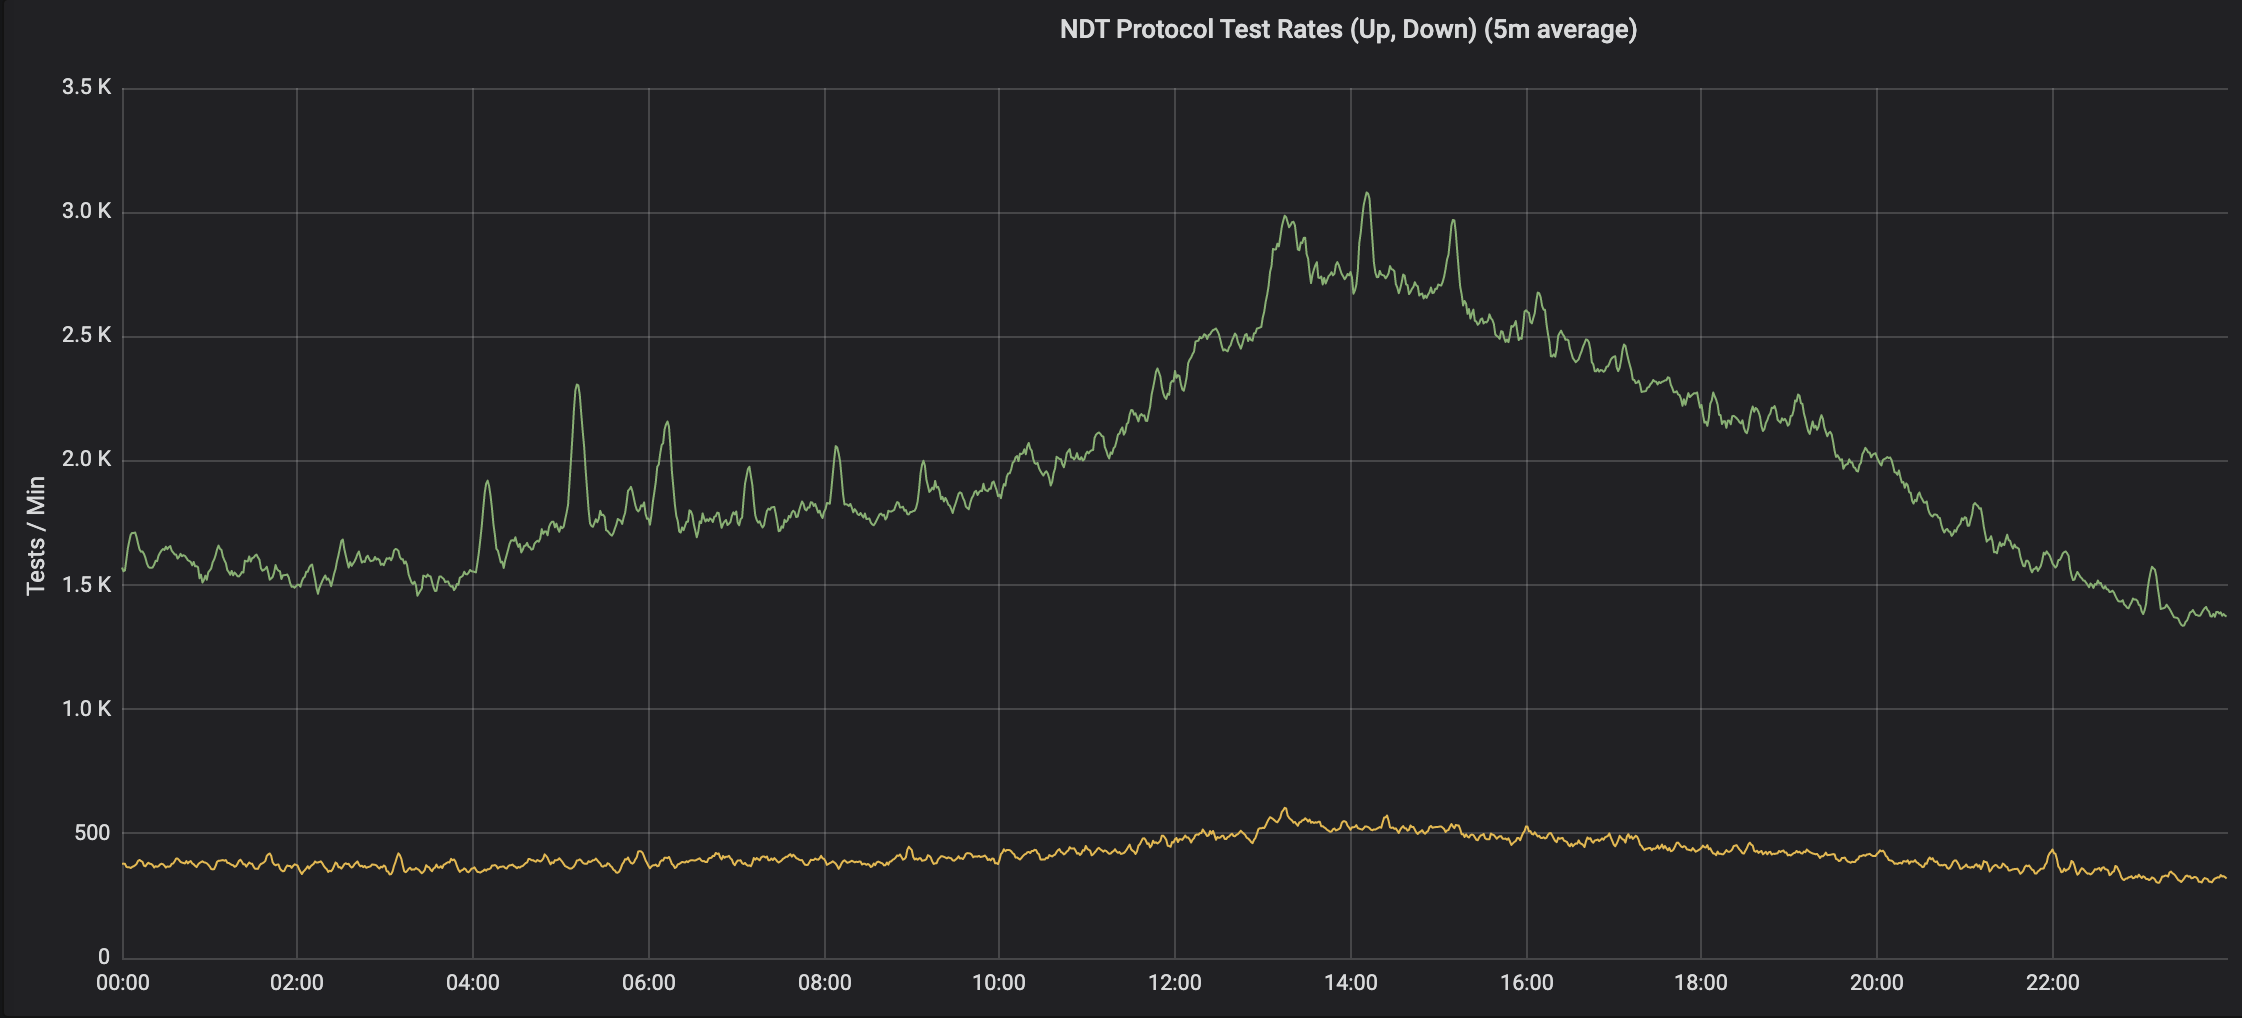 NDT Protocol Test Rates (Up, Down) (5m average)
3.5 K
3.0 K
2.5 K
2.0 K
1.5 K
1.0 K
500
0
Tests / Min
00:00 02:00 04:00 06:00 08:00 10:00 12:00 14:00 16:00 18:00 20:00 22:00